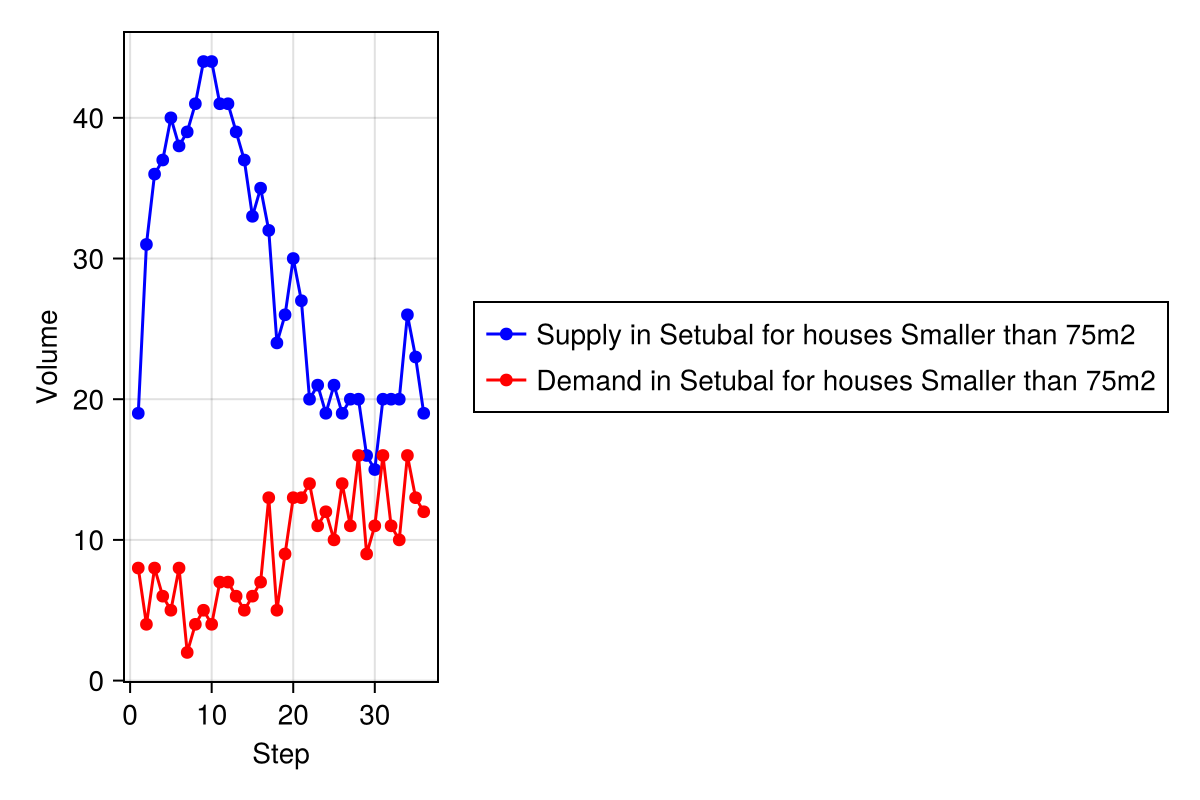 Volume
40
30
20
10
0
0 10 20 30
Step
Supply in Setubal for houses Smaller than 75m2
Demand in Setubal for houses Smaller than 75m2